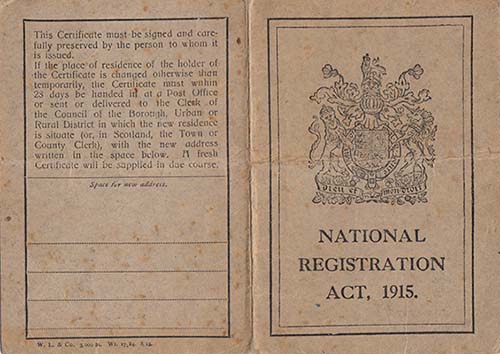 This Certificate must be signed and care-
fully preserved by the person to whom it
is issued.
If the place of residence of the holder of
the Certificate is changed otherwise than
temporarily, the Certificate must within
28 days be handed in at a Post Office
or sent or delivered to the Clerk of
the Council of the Borough, Urban or
Rural District in which the new residence
is situate (or, in Scotland, the Town or
County Clerk), with the new address
written in the space below. A fresh
Certificate will be supplied in due course.
Space for new address.
W. L. & Co.
DIEU ET MON DROIT
NATIONAL
REGISTRATION
ACT, 1915.